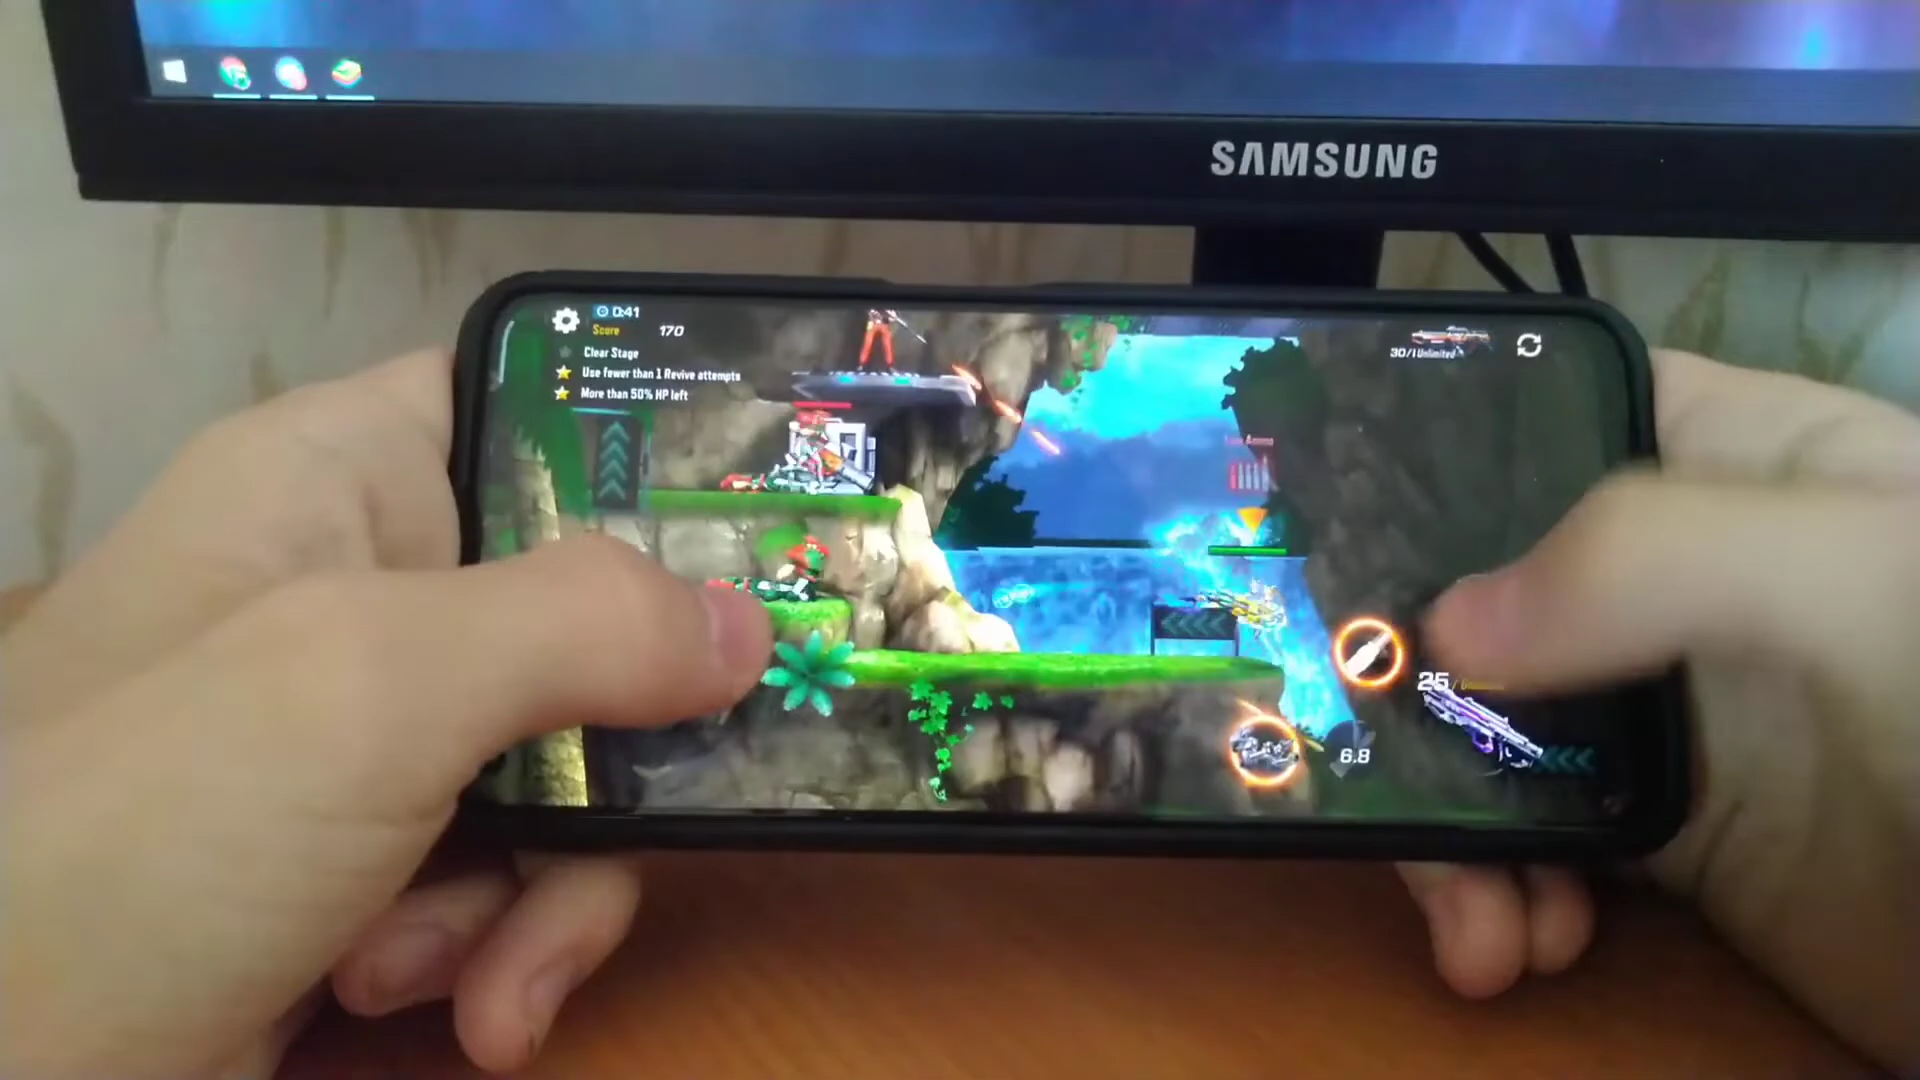 SAMSUNG
0:41
Score 170
Clear Stage
Use fewer than 1 Revive attempts
More than 50% HP left
30/Unlimited
Ammo
25/
6.8